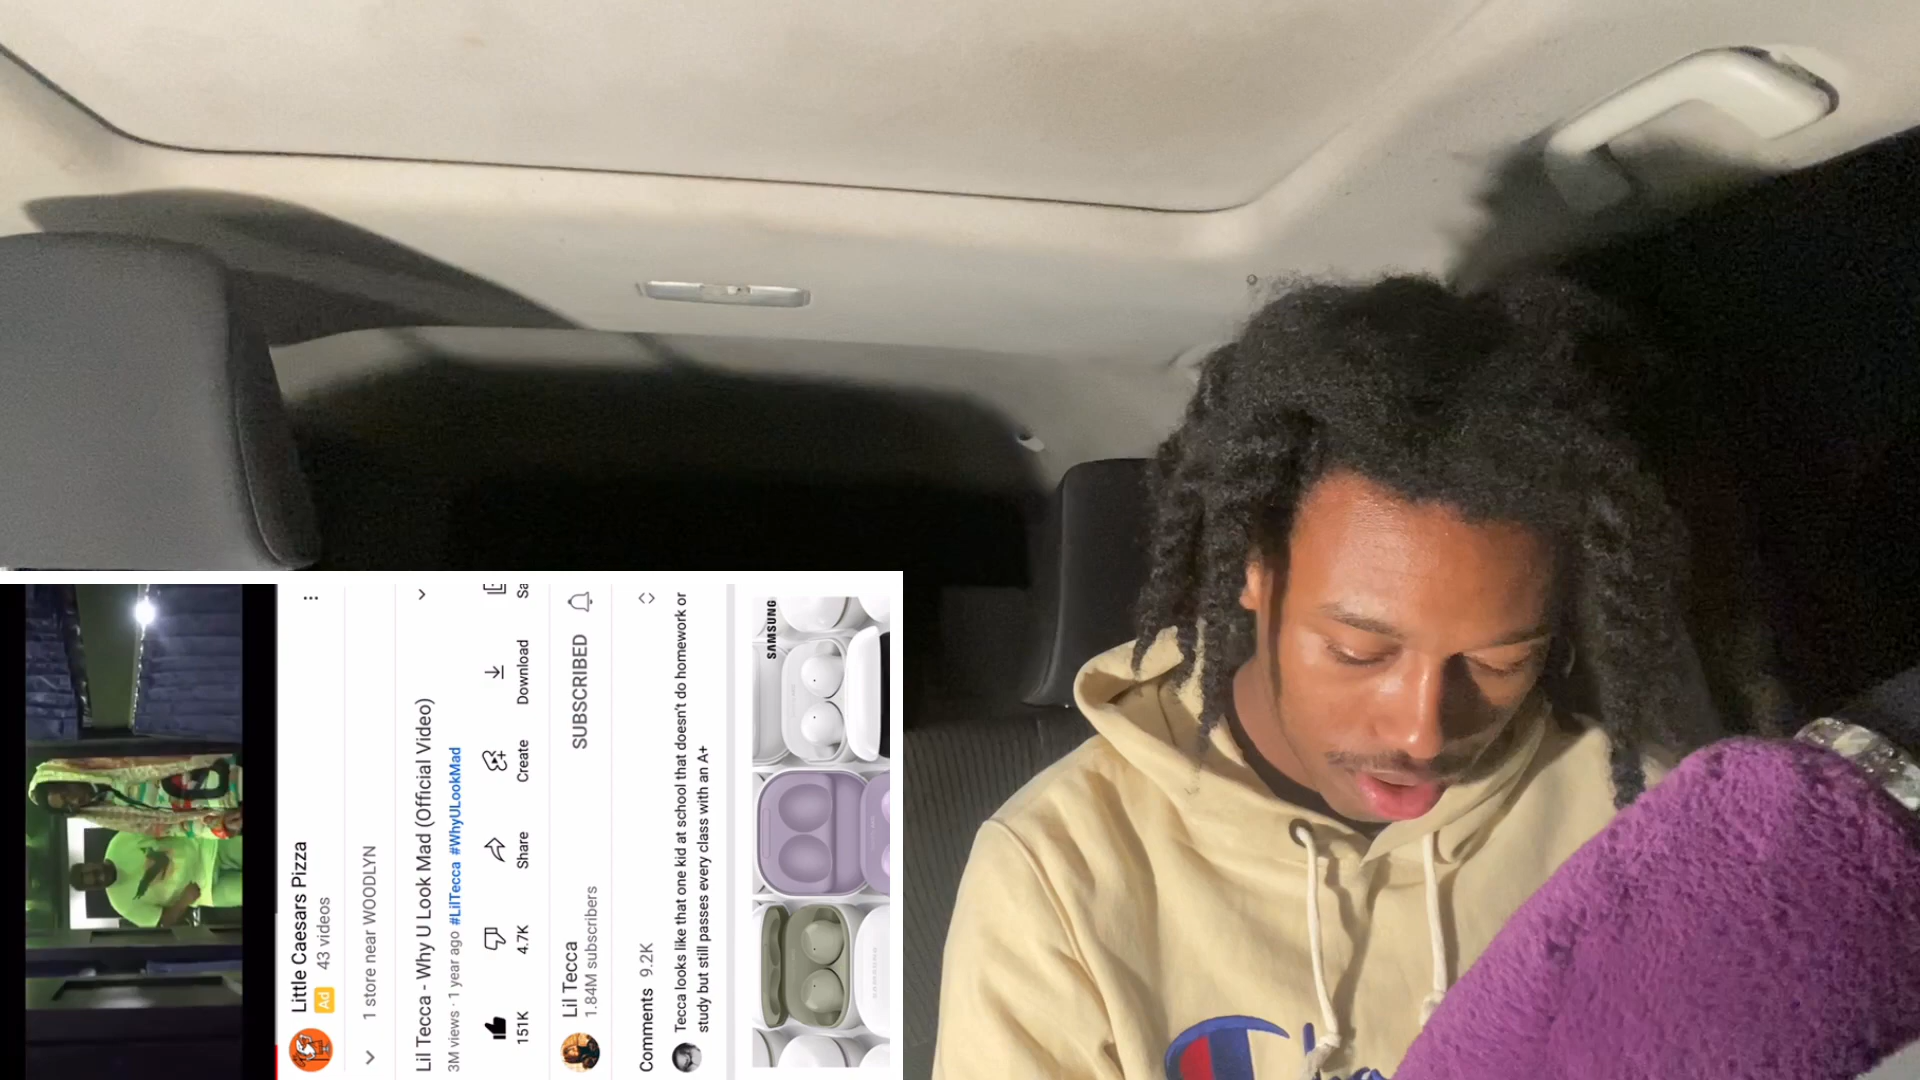 Little Caesars Pizza
Ad 43 videos
1 store near WOODLYN
Lil Tecca - Why U Look Mad (Official Video)
3M views · 1 year ago #LilTecca #WhyULookMad
151K
4.7K
Share
Create
Download
Sa
Lil Tecca
1.84M subscribers
SUBSCRIBED
Comments 9.2K
Tecca looks like that one kid at school that doesn't do homework or
study but still passes every class with an A+
SAMSUNG